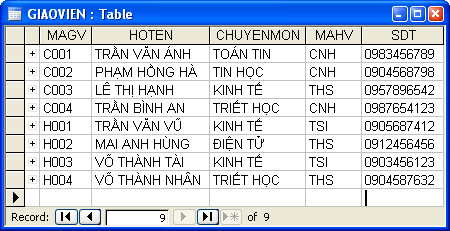 GIAOVIEN : Table
MAGV HOTEN CHUYENMON MAHV SDT
+ C001 TRẦN VĂN ÁNH TOÁN TIN CNH 0983456789
+ C002 PHẠM HỒNG HÀ TIN HỌC CNH 0904568798
+ C003 LÊ THỊ HẠNH KINH TẾ THS 0957896542
+ C004 TRẦN BÌNH AN TRIẾT HỌC CNH 0987654123
+ H001 TRẦN VĂN VŨ KINH TẾ TSI 0905687412
+ H002 MAI ANH HÙNG ĐIỆN TỬ THS 0912456456
+ H003 VÕ THÀNH TÀI KINH TẾ TSI 0903456123
+ H004 VÕ THÀNH NHÂN TRIẾT HỌC THS 0904587632
Record: 9 of 9